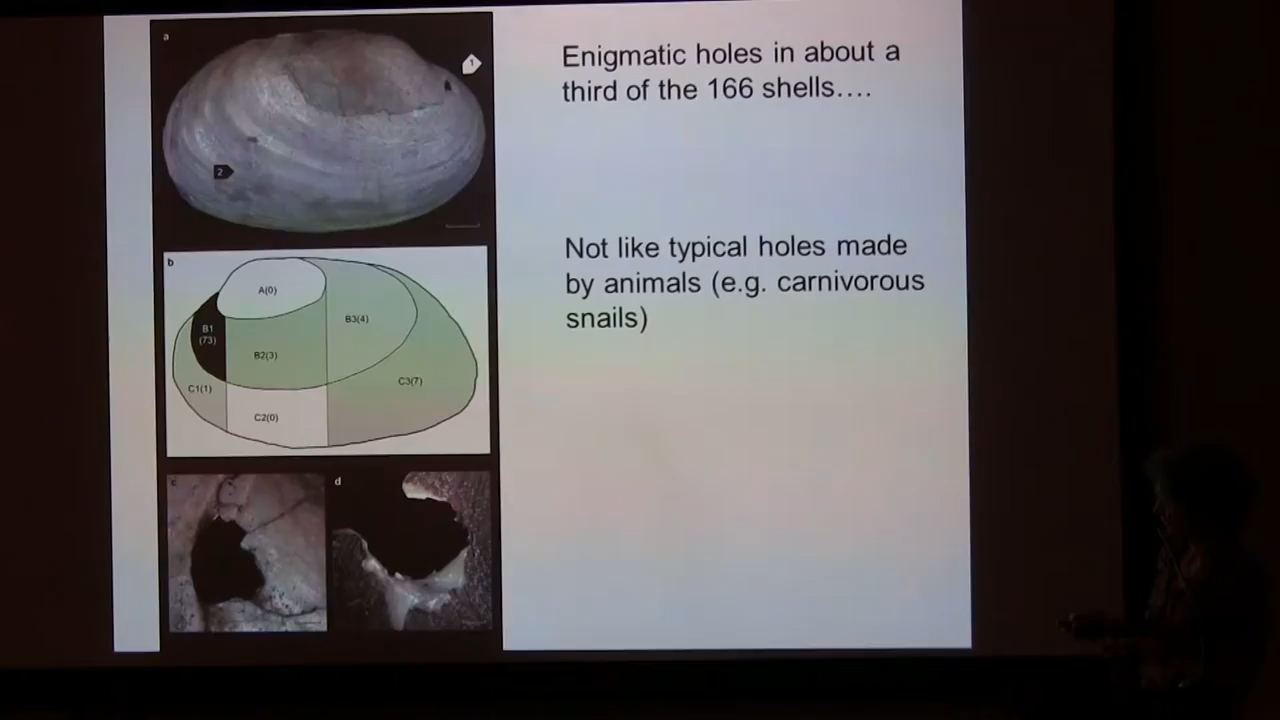 a
1
2
Enigmatic holes in about a
third of the 166 shells….
Not like typical holes made
by animals (e.g. carnivorous
snails)
b
A(0)
B1
(73)
B2(3)
B3(4)
C1(1)
C2(0)
C3(7)
c
d